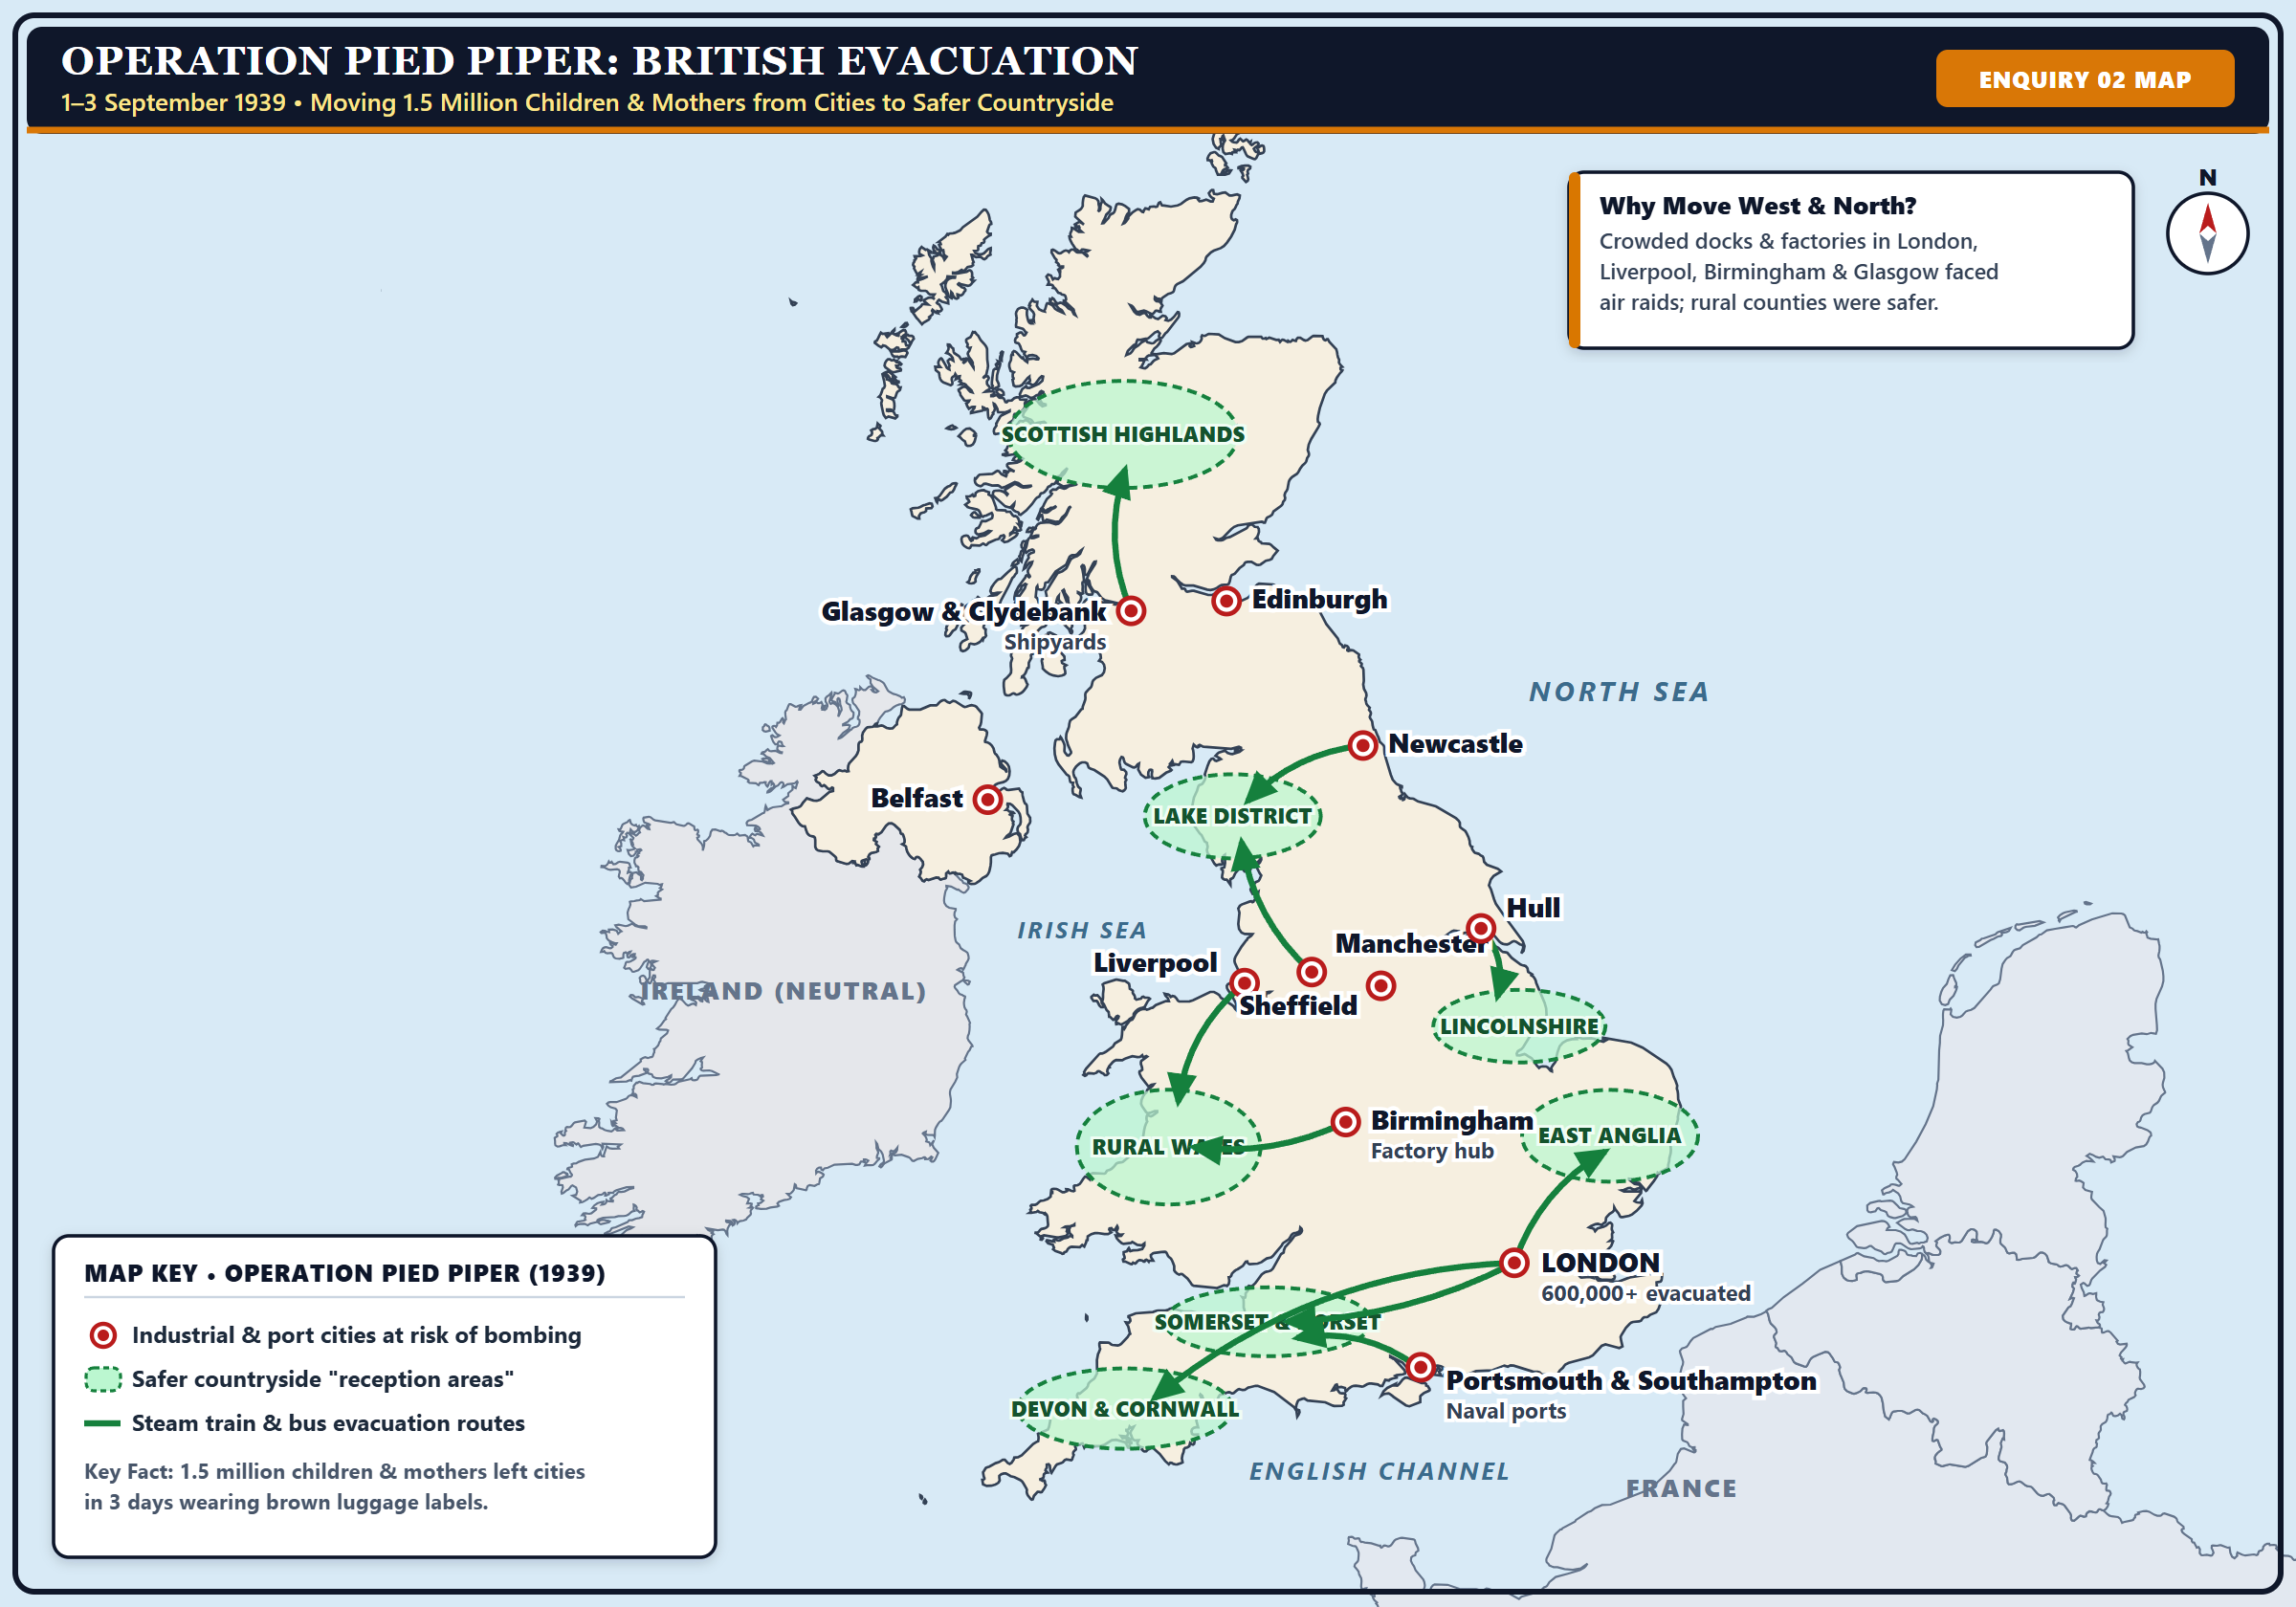 OPERATION PIED PIPER: BRITISH EVACUATION
1–3 September 1939 • Moving 1.5 Million Children & Mothers from Cities to Safer Countryside
ENQUIRY 02 MAP
Why Move West & North?
Crowded docks & factories in London,
Liverpool, Birmingham & Glasgow faced
air raids; rural counties were safer.
N
SCOTTISH HIGHLANDS
Glasgow & Clydebank
Shipyards
Edinburgh
NORTH SEA
Newcastle
Belfast
LAKE DISTRICT
Hull
IRISH SEA
Manchester
Liverpool
IRELAND (NEUTRAL)
Sheffield
LINCOLNSHIRE
Birmingham
Factory hub
EAST ANGLIA
RURAL WALES
LONDON
600,000+ evacuated
SOMERSET & DORSET
Portsmouth & Southampton
Naval ports
DEVON & CORNWALL
ENGLISH CHANNEL
FRANCE
MAP KEY • OPERATION PIED PIPER (1939)
Industrial & port cities at risk of bombing
Safer countryside "reception areas"
Steam train & bus evacuation routes
Key Fact: 1.5 million children & mothers left cities
in 3 days wearing brown luggage labels.